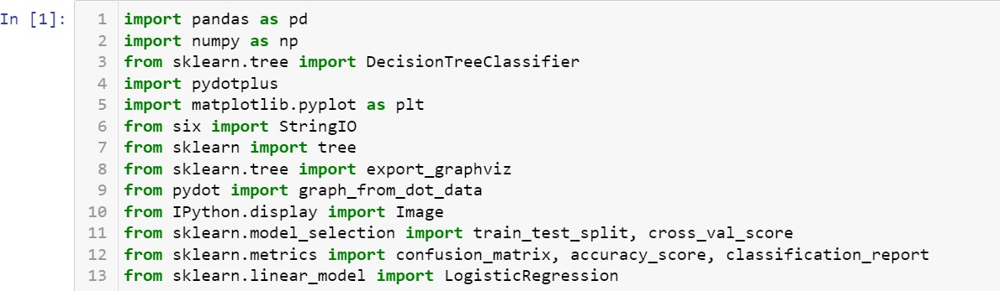 In [1]:
1 import pandas as pd
2 import numpy as np
3 from sklearn.tree import DecisionTreeClassifier
4 import pydotplus
5 import matplotlib.pyplot as plt
6 from six import StringIO
7 from sklearn import tree
8 from sklearn.tree import export_graphviz
9 from pydot import graph_from_dot_data
10 from IPython.display import Image
11 from sklearn.model_selection import train_test_split, cross_val_score
12 from sklearn.metrics import confusion_matrix, accuracy_score, classification_report
13 from sklearn.linear_model import LogisticRegression